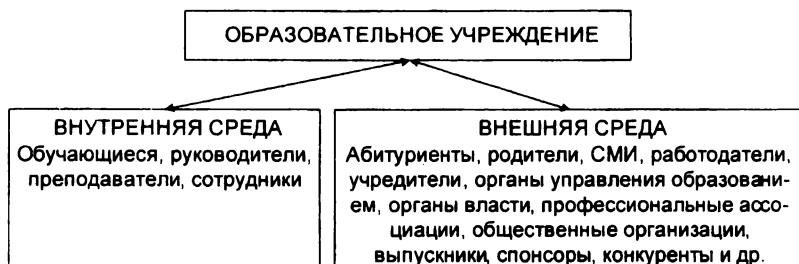 ОБРАЗОВАТЕЛЬНОЕ УЧРЕЖДЕНИЕ
ВНУТРЕННЯЯ СРЕДА
Обучающиеся, руководители,
преподаватели, сотрудники
ВНЕШНЯЯ СРЕДА
Абитуриенты, родители, СМИ, работодатели,
учредители, органы управления образовани-
ем, органы власти, профессиональные ассо-
циации, общественные организации,
выпускники, спонсоры, конкуренты и др.